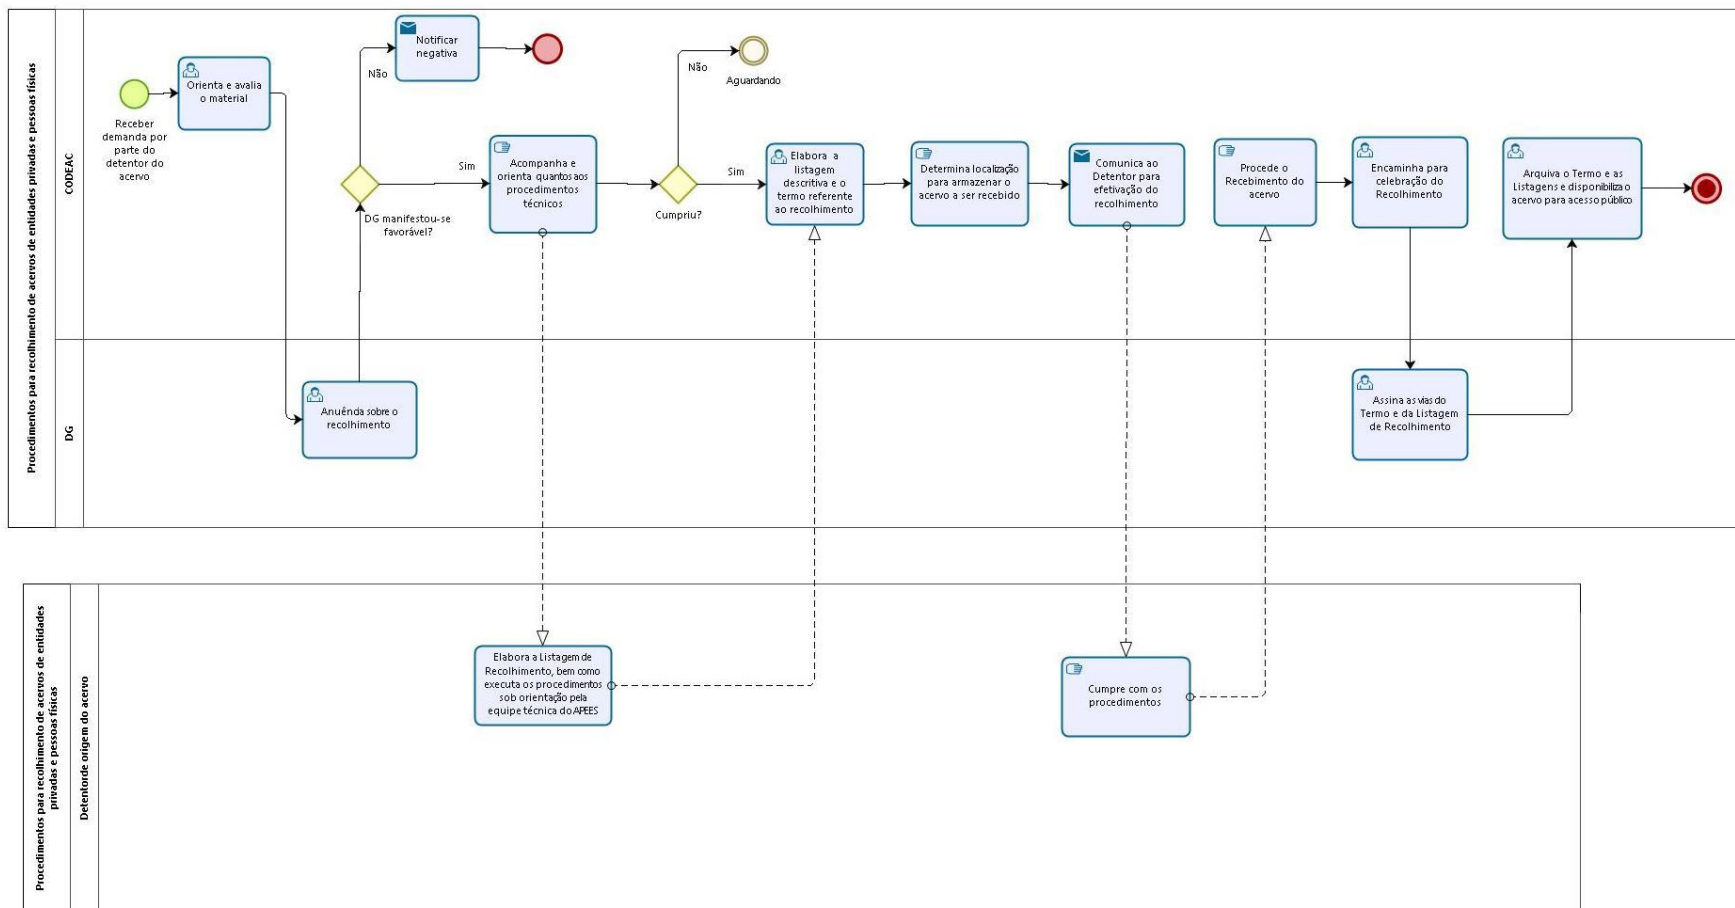 Procedimentos para recolhimento de acervos de entidades privadas e pessoas físicas
CODEAC
DG
Receber
demanda por
parte do
detentor do
acervo
Orienta e avalia
o material
Anuência sobre o
recolhimento
DG manifestou-se
favorável?
Não
Notificar
negativa
Sim
Acompanha e
orienta quantos aos
procedimentos
técnicos
Cumpriu?
Não
Aguardando
Sim
Elabora a
listagem
descritiva e o
termo referente
ao recolhimento
Determina localização
para armazenar o
acervo a ser recebido
Comunica ao
Detentor para
efetivação do
recolhimento
Procede o
Recebimento do
acervo
Encaminha para
celebração do
Recolhimento
Assina as vias do
Termo e da Listagem
de Recolhimento
Arquiva o Termo e as
Listagens e disponibiliza o
acervo para acesso público
Procedimentos para recolhimento de acervos de entidades
privadas e pessoas físicas
Detentor de origem do acervo
Elabora a Listagem de
Recolhimento, bem como
executa os procedimentos
sob orientação pela
equipe técnica do APEES
Cumpre com os
procedimentos